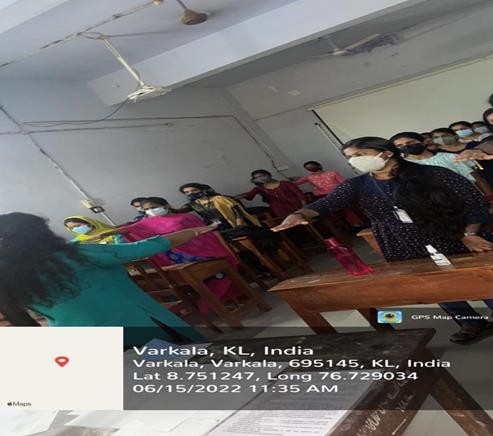 GPS Map Camera
Varkala, KL, India
Varkala, Varkala, 695145, KL, India
Lat 8.751247, Long 76.729034
06/15/2022 11:35 AM
Maps